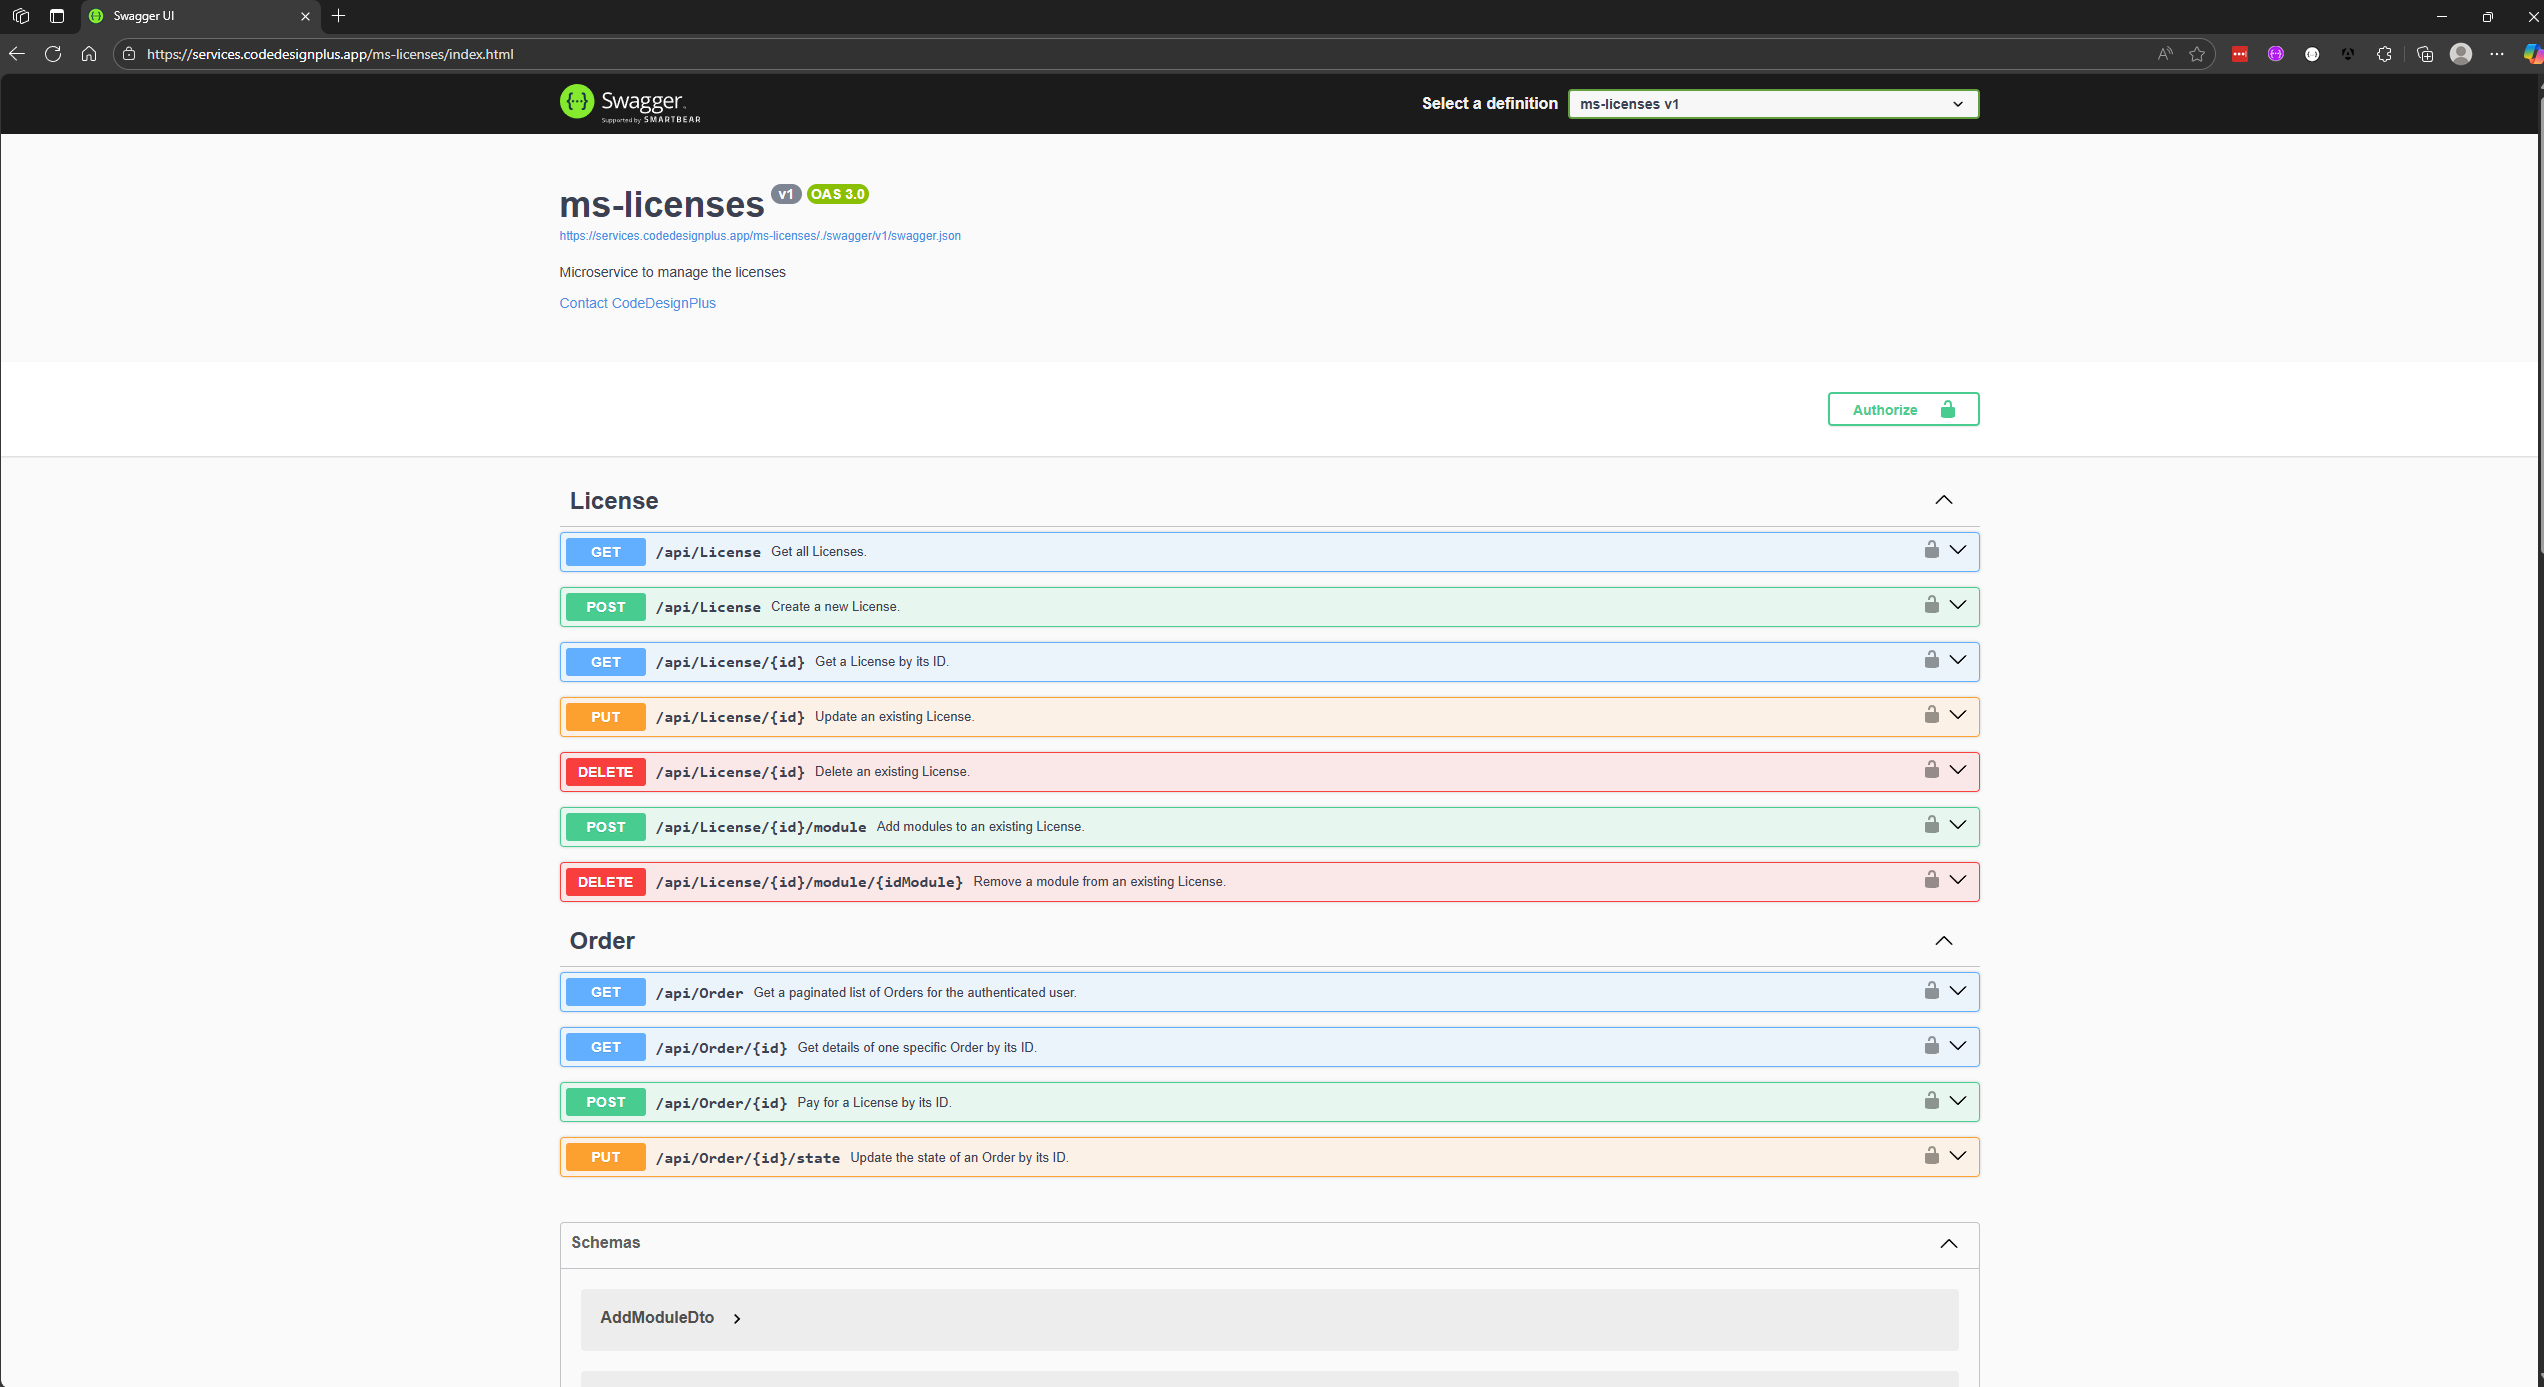 Swagger UI
https://services.codedesignplus.app/ms-licenses/index.html
Swagger
Supported by SMARTBEAR
Select a definition
ms-licenses v1
ms-licenses v1 OAS 3.0
https://services.codedesignplus.app/ms-licenses/./swagger/v1/swagger.json
Microservice to manage the licenses
Contact CodeDesignPlus
Authorize
License
GET /api/License Get all Licenses.
POST /api/License Create a new License.
GET /api/License/{id} Get a License by its ID.
PUT /api/License/{id} Update an existing License.
DELETE /api/License/{id} Delete an existing License.
POST /api/License/{id}/module Add modules to an existing License.
DELETE /api/License/{id}/module/{idModule} Remove a module from an existing License.
Order
GET /api/Order Get a paginated list of Orders for the authenticated user.
GET /api/Order/{id} Get details of one specific Order by its ID.
POST /api/Order/{id} Pay for a License by its ID.
PUT /api/Order/{id}/state Update the state of an Order by its ID.
Schemas
AddModuleDto